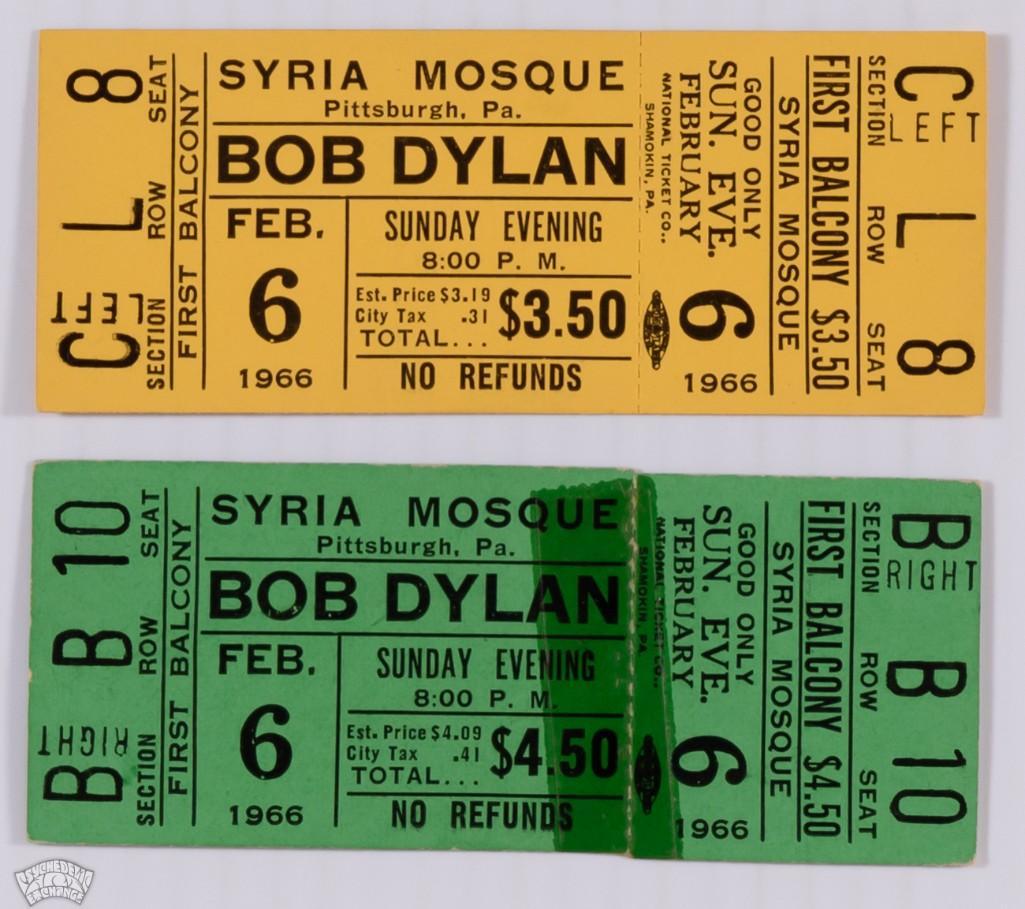 SEAT 8
ROW L
SECTION C LEFT
FIRST BALCONY
SYRIA MOSQUE
Pittsburgh, Pa.
BOB DYLAN
FEB.
6
1966
SUNDAY EVENING
8:00 P. M.
Est. Price $3.19
City Tax .31
TOTAL... $3.50
NO REFUNDS
NATIONAL TICKET CO.,
SHAMOKIN, PA.
GOOD ONLY
SUN. EVE.
FEBRUARY
6
1966
SYRIA MOSQUE
FIRST BALCONY $3.50
SECTION C LEFT
ROW L
SEAT 8
SEAT 10
ROW B
SECTION B RIGHT
FIRST BALCONY
SYRIA MOSQUE
Pittsburgh, Pa.
BOB DYLAN
FEB.
6
1966
SUNDAY EVENING
8:00 P. M.
Est. Price $4.09
City Tax .41
TOTAL... $4.50
NO REFUNDS
NATIONAL TICKET CO.,
SHAMOKIN, PA.
GOOD ONLY
SUN. EVE.
FEBRUARY
6
1966
SYRIA MOSQUE
FIRST BALCONY $4.50
SECTION B RIGHT
ROW B
SEAT 10
PSYCHEDELIC
ART
EXCHANGE